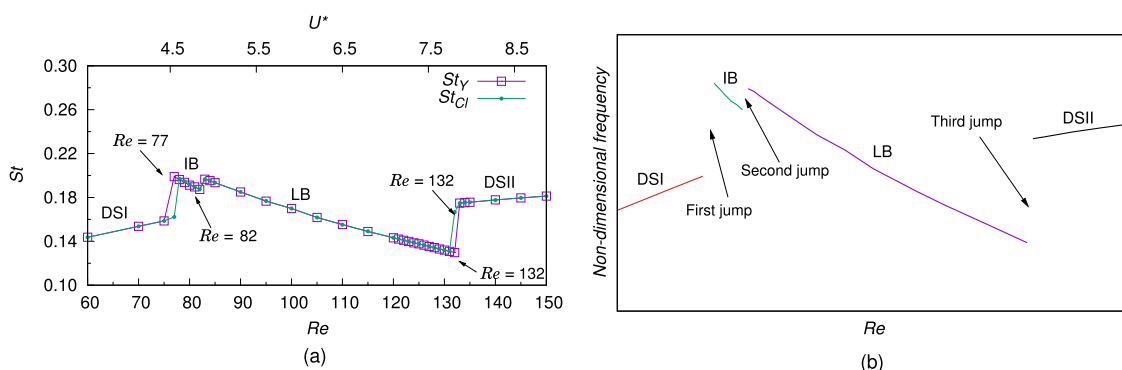 U*
4.5 5.5 6.5 7.5 8.5
0.30
0.26
0.22
0.18
0.14
0.10
St
St_Y
St_Cl
Re = 77
IB
DSI
Re = 82
LB
Re = 132
DSII
Re = 132
60 70 80 90 100 110 120 130 140 150
Re
(a)
Non-dimensional frequency
IB
DSI
First jump
Second jump
LB
Third jump
DSII
Re
(b)